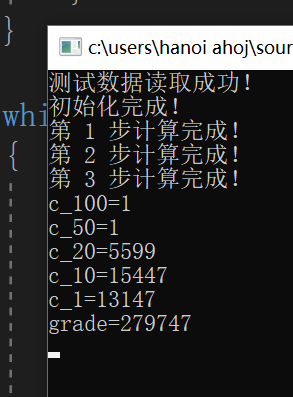 }
whi
{
c:\users\hanoi ahoj\sour
测试数据读取成功！
初始化完成！
第 1 步计算完成！
第 2 步计算完成！
第 3 步计算完成！
c_100=1
c_50=1
c_20=5599
c_10=15447
c_1=13147
grade=279747